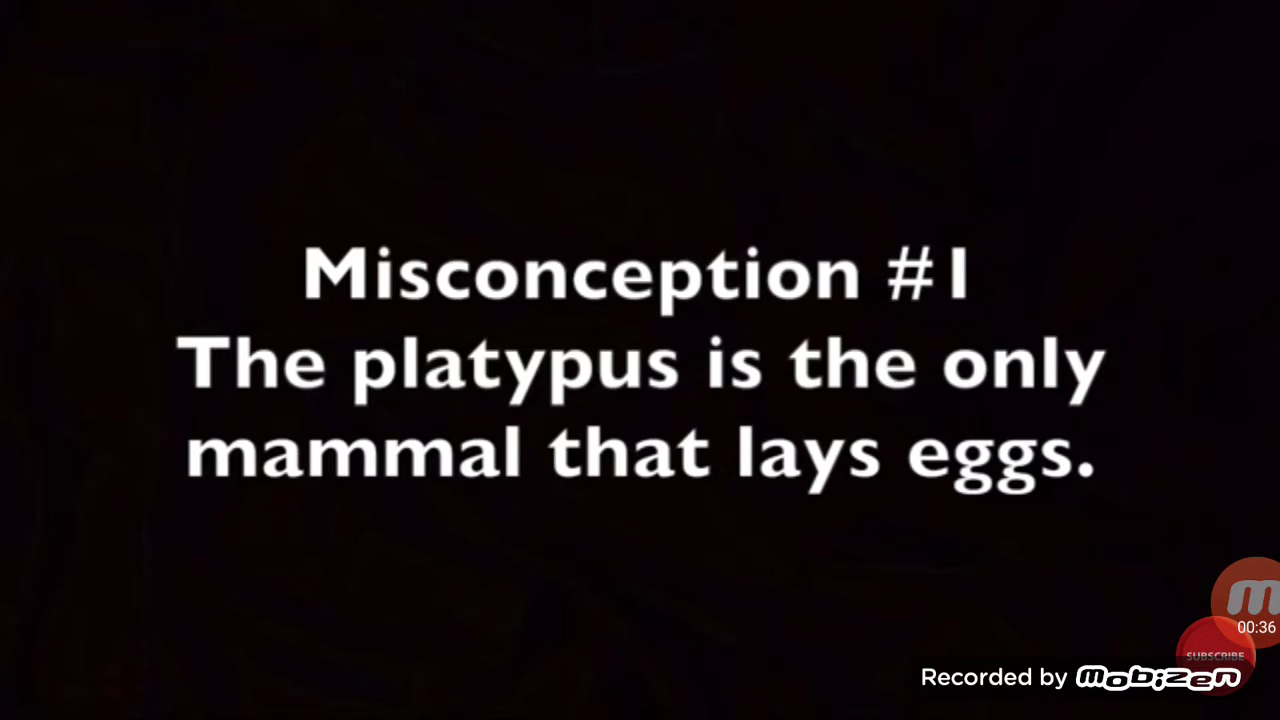 Misconception #1
The platypus is the only
mammal that lays eggs.
00:36
SUBSCRIBE
Recorded by mobizen